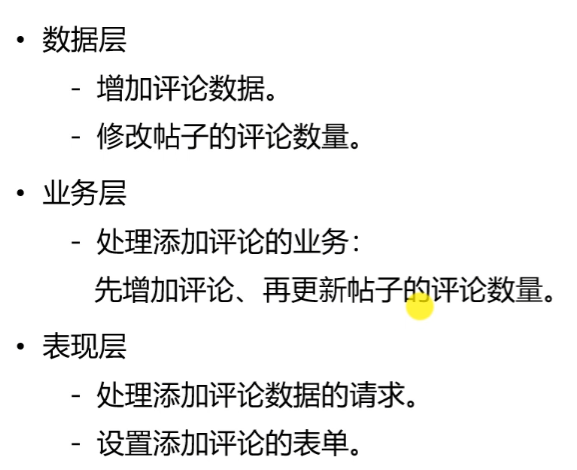 • 数据层
- 增加评论数据。
- 修改帖子的评论数量。
• 业务层
- 处理添加评论的业务：
先增加评论、再更新帖子的评论数量。
• 表现层
- 处理添加评论数据的请求。
- 设置添加评论的表单。